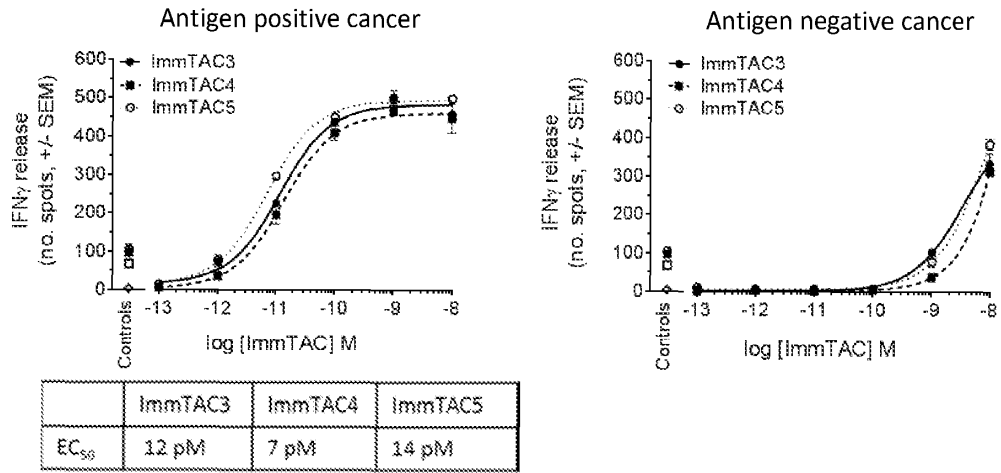 Antigen positive cancer
600
500
400
300
200
100
0
IFNγ release
(no. spots, +/- SEM)
ImmTAC3
ImmTAC4
ImmTAC5
Controls
-13
-12
-11
-10
-9
-8
log [ImmTAC] M
Antigen negative cancer
600
500
400
300
200
100
0
IFNγ release
(no. spots, +/- SEM)
ImmTAC3
ImmTAC4
ImmTAC5
Controls
-13
-12
-11
-10
-9
-8
log [ImmTAC] M
ImmTAC3 ImmTAC4 ImmTAC5
EC50 12 pM 7 pM 14 pM